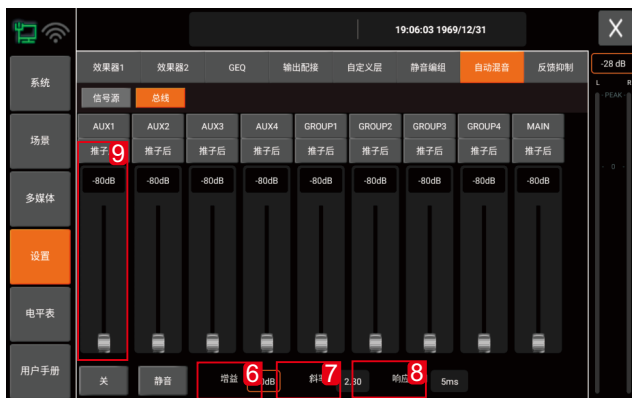 19:06:03 1969/12/31
X
效果器1 效果器2 GEQ 输出配接 自定义层 静音编组 自动混音 反馈抑制
-28 dB
系统
信号源 总线
L R
PEAK
AUX1 AUX2 AUX3 AUX4 GROUP1 GROUP2 GROUP3 GROUP4 MAIN
场景
推子 9 推子后 推子后 推子后 推子后 推子后 推子后 推子后 推子后
0
-80dB -80dB -80dB -80dB -80dB -80dB -80dB -80dB -80dB
多媒体
设置
电平表
用户手册
关 静音 增益 6 0dB 斜率 7 2.30 响应 8 5ms